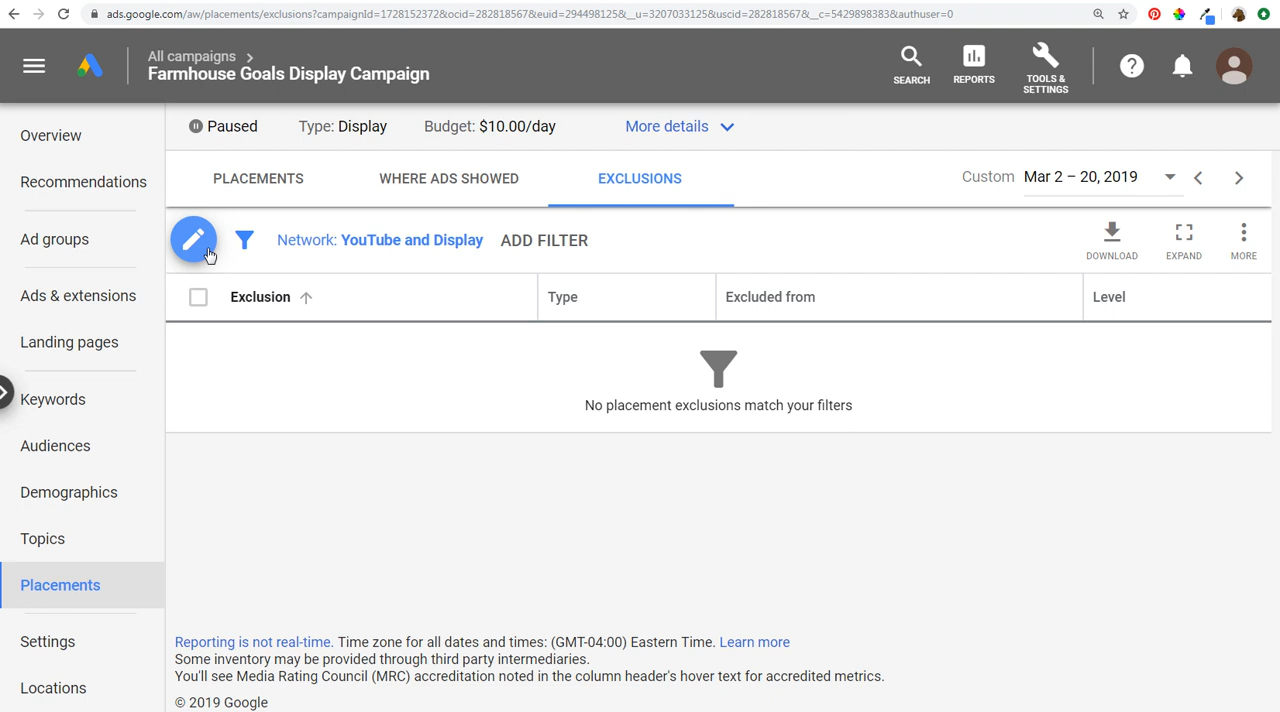 ads.google.com/aw/placements/exclusions?campaignId=1728152372&ocid=282818567&euid=294498125&__u=3207033125&uscid=282818567&__c=5429898383&authuser=0
All campaigns
Farmhouse Goals Display Campaign
SEARCH
REPORTS
TOOLS &
SETTINGS
Overview
Recommendations
Ad groups
Ads & extensions
Landing pages
Keywords
Audiences
Demographics
Topics
Placements
Settings
Locations
Paused Type: Display Budget: $10.00/day More details
PLACEMENTS WHERE ADS SHOWED EXCLUSIONS Custom Mar 2 – 20, 2019
Network: YouTube and Display ADD FILTER
DOWNLOAD EXPAND MORE
Exclusion Type Excluded from Level
No placement exclusions match your filters
Reporting is not real-time. Time zone for all dates and times: (GMT-04:00) Eastern Time. Learn more
Some inventory may be provided through third party intermediaries.
You'll see Media Rating Council (MRC) accreditation noted in the column header's hover text for accredited metrics.
© 2019 Google